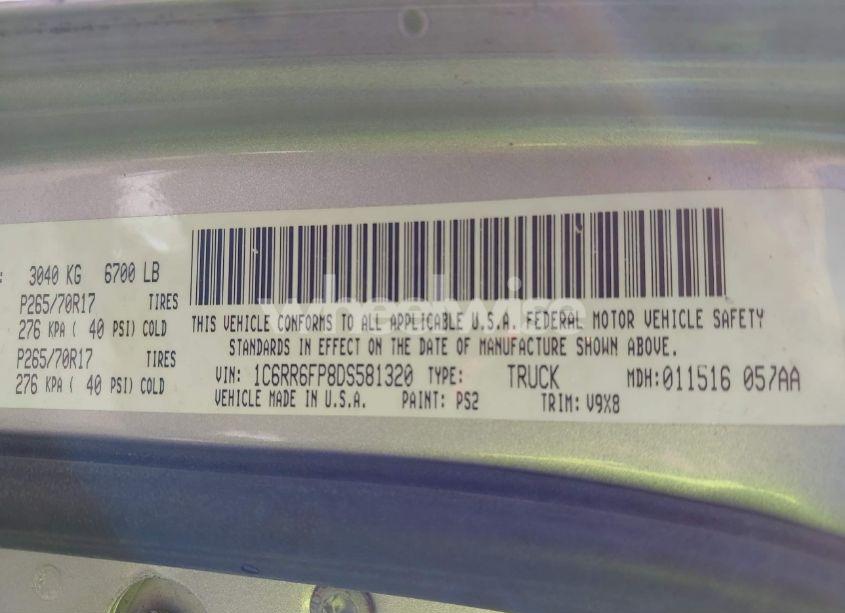 : 3040 KG 6700 LB
P265/70R17 TIRES
276 KPA ( 40 PSI) COLD
P265/70R17 TIRES
276 KPA ( 40 PSI) COLD
wheelwire
THIS VEHICLE CONFORMS TO ALL APPLICABLE U.S.A. FEDERAL MOTOR VEHICLE SAFETY
STANDARDS IN EFFECT ON THE DATE OF MANUFACTURE SHOWN ABOVE.
VIN: 1C6RR6FP8DS581320 TYPE: TRUCK MDH:011516 057AA
VEHICLE MADE IN U.S.A. PAINT: PS2 TRIM: V9X8